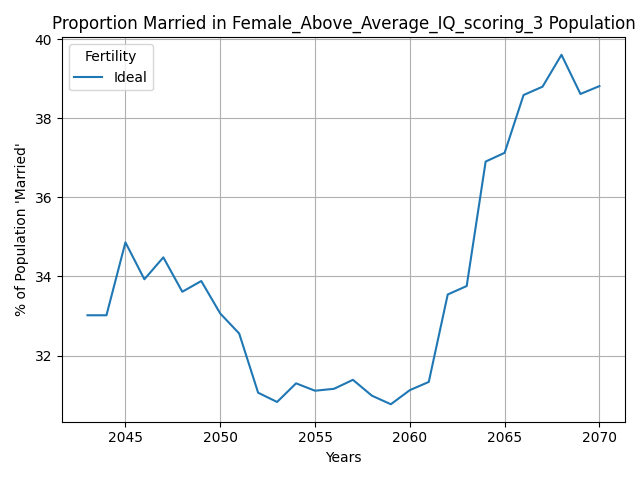 Proportion Married in Female_Above_Average_IQ_scoring_3 Population
Fertility
Ideal
% of Population 'Married'
40
38
36
34
32
2045 2050 2055 2060 2065 2070
Years